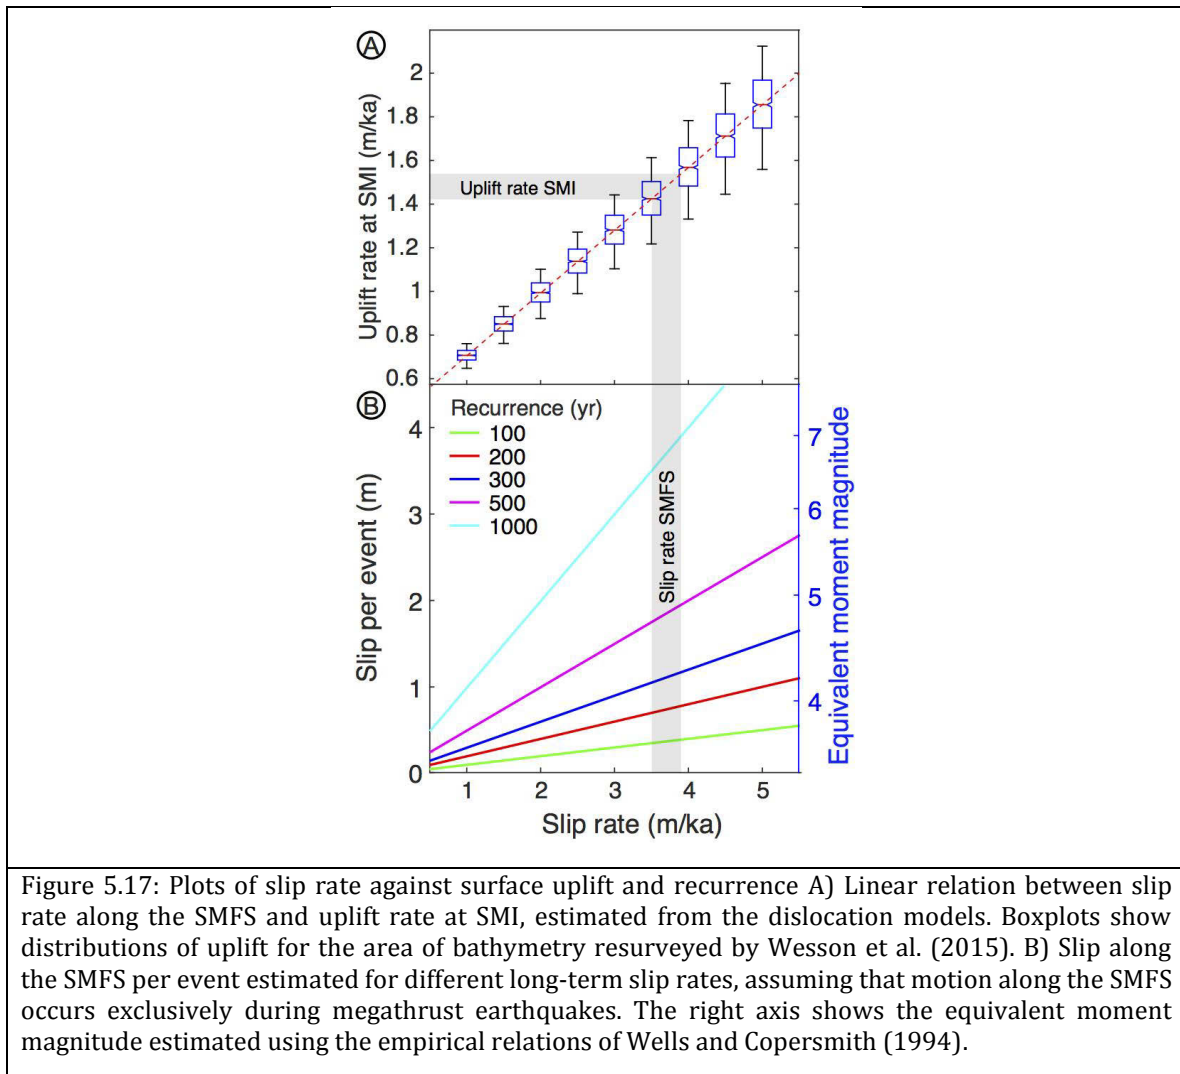 A
Uplift rate at SMI (m/ka)
2
1.8
1.6
1.4
1.2
1
0.8
0.6
Uplift rate SMI
B
Recurrence (yr)
100
200
300
500
1000
Slip per event (m)
4
3
2
1
0
Slip rate SMFS
7
6
5
4
Equivalent moment magnitude
1 2 3 4 5
Slip rate (m/ka)
Figure 5.17: Plots of slip rate against surface uplift and recurrence A) Linear relation between slip
rate along the SMFS and uplift rate at SMI, estimated from the dislocation models. Boxplots show
distributions of uplift for the area of bathymetry resurveyed by Wesson et al. (2015). B) Slip along
the SMFS per event estimated for different long-term slip rates, assuming that motion along the SMFS
occurs exclusively during megathrust earthquakes. The right axis shows the equivalent moment
magnitude estimated using the empirical relations of Wells and Copersmith (1994).